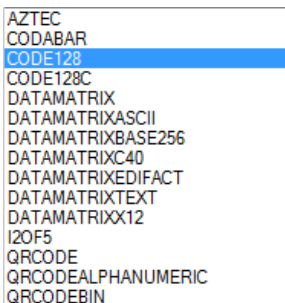 AZTEC
CODABAR
CODE128
CODE128C
DATAMATRIX
DATAMATRIXASCII
DATAMATRIXBASE256
DATAMATRIXC40
DATAMATRIXEDIFACT
DATAMATRIXTEXT
DATAMATRIXX12
I2OF5
QRCODE
QRCODEALPHANUMERIC
QRCODEBIN